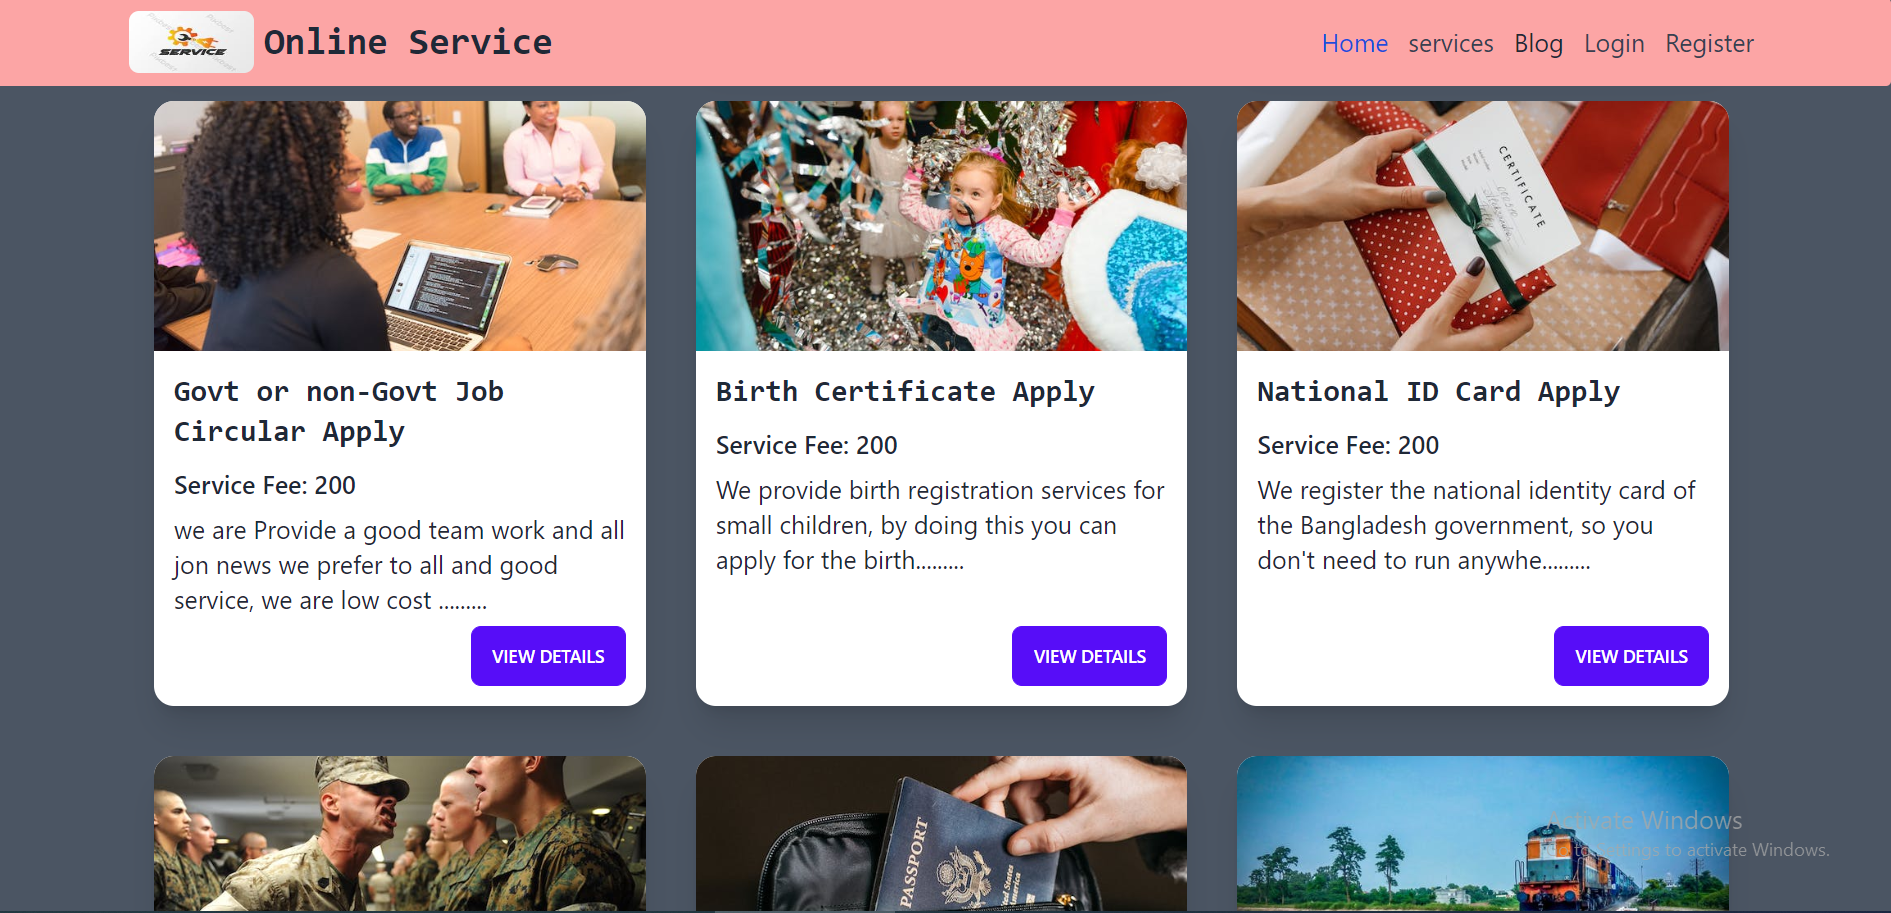 SERVICE
Online Service
Home services Blog Login Register
CERTIFICATE
Govt or non-Govt Job
Circular Apply
Service Fee: 200
we are Provide a good team work and all
jon news we prefer to all and good
service, we are low cost .........
VIEW DETAILS
Birth Certificate Apply
Service Fee: 200
We provide birth registration services for
small children, by doing this you can
apply for the birth.........
VIEW DETAILS
National ID Card Apply
Service Fee: 200
We register the national identity card of
the Bangladesh government, so you
don't need to run anywhe.........
VIEW DETAILS
PASSPORT
United States
of America
Activate Windows
Go to Settings to activate Windows.